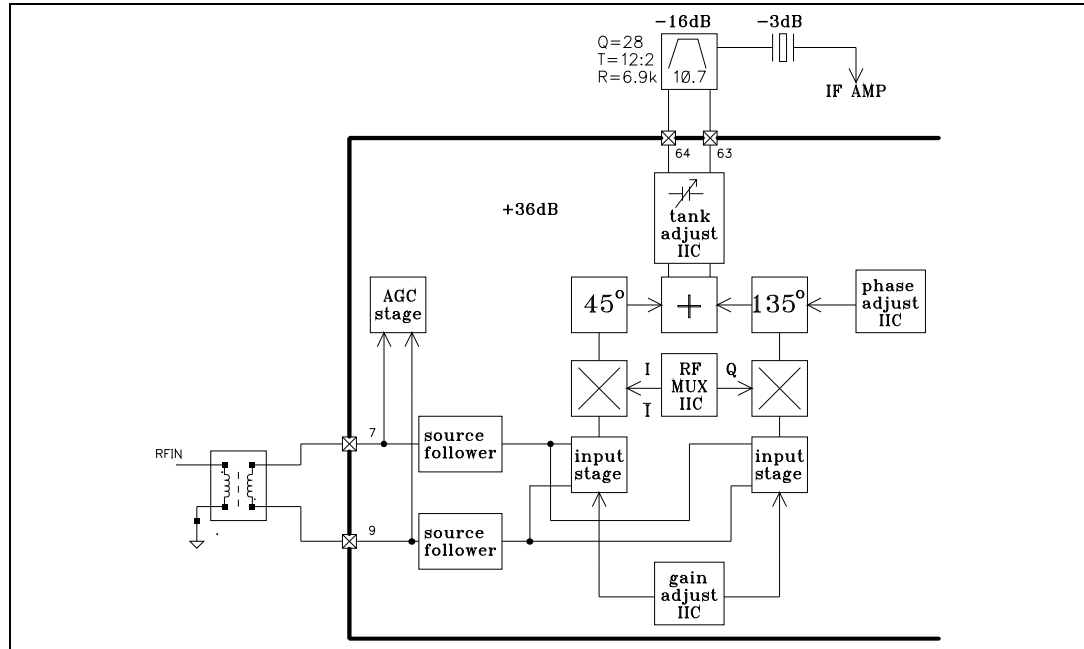 -16dB
-3dB
Q=28
T=12:2
R=6.9k
10.7
IF AMP
64
63
+36dB
tank
adjust
IIC
AGC
stage
45°
+
135°
phase
adjust
IIC
I
RF
MUX
IIC
Q
I
7
source
follower
input
stage
input
stage
RFIN
9
source
follower
gain
adjust
IIC